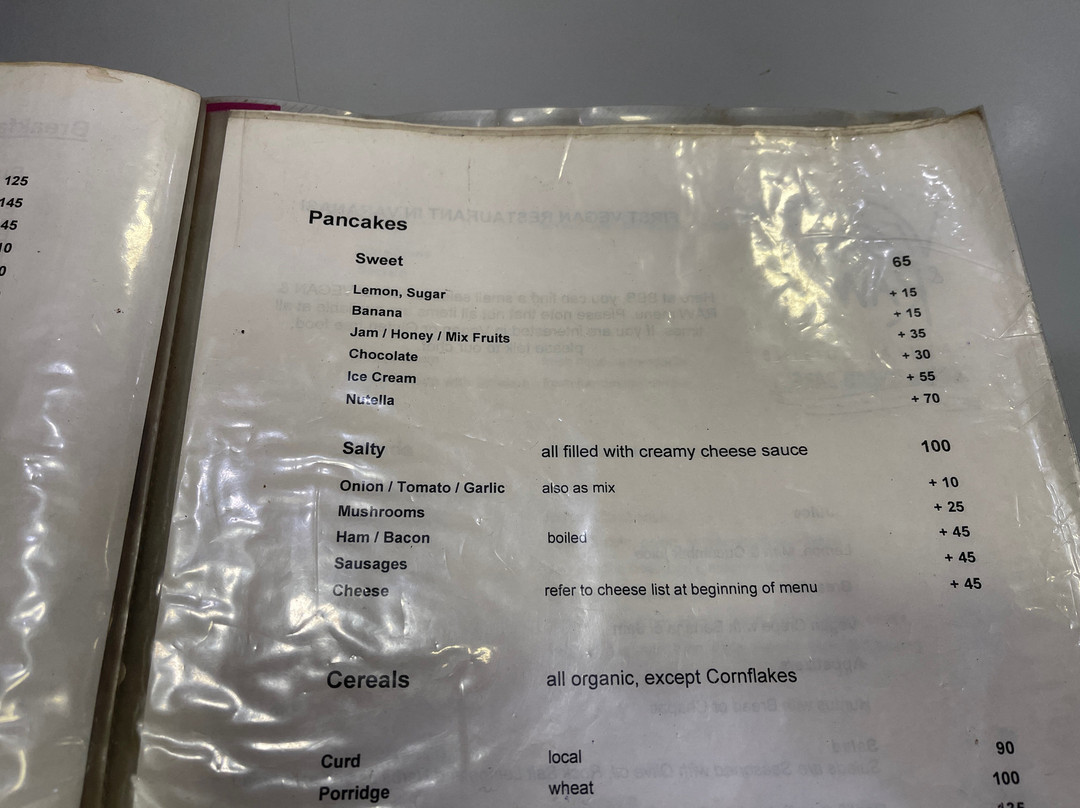 125
145
45
10
0
Pancakes
Sweet 65
Lemon, Sugar + 15
Banana + 15
Jam / Honey / Mix Fruits + 35
Chocolate + 30
Ice Cream + 55
Nutella + 70
Salty all filled with creamy cheese sauce 100
Onion / Tomato / Garlic also as mix + 10
Mushrooms + 25
Ham / Bacon boiled + 45
Sausages + 45
Cheese refer to cheese list at beginning of menu + 45
Cereals all organic, except Cornflakes
Curd local 90
Porridge wheat 100